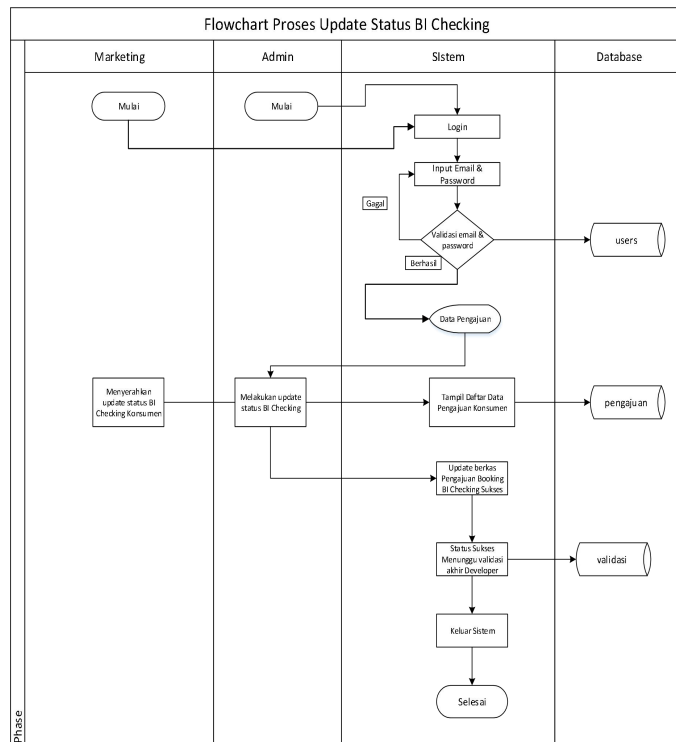 Flowchart Proses Update Status BI Checking
Marketing
Admin
SIstem
Database
Mulai
Mulai
Login
Input Email &
Password
Gagal
Validasi email &
password
users
Berhasil
Data Pengajuan
Menyerahkan
update status BI
Checking Konsumen
Melakukan update
status BI Checking
Tampil Daftar Data
Pengajuan Konsumen
pengajuan
Update berkas
Pengajuan Booking
BI Checking Sukses
Status Sukses
Menunggu validasi
akhir Developer
validasi
Keluar Sistem
Selesai
Phase